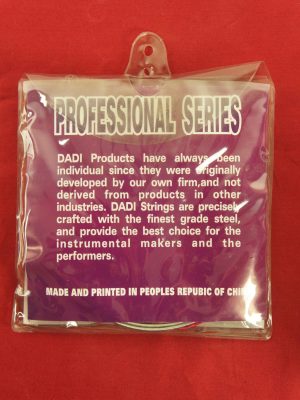 PROFESSIONAL SERIES
DADI Products have always been
individual since they were originally
developed by our own firm,and not
derived from products in other
industries. DADI Strings are precisely
crafted with the finest grade steel,
and provide the best choice for the
instrumental makers and the
performers.
MADE AND PRINTED IN PEOPLES REPUBIC OF CHINA